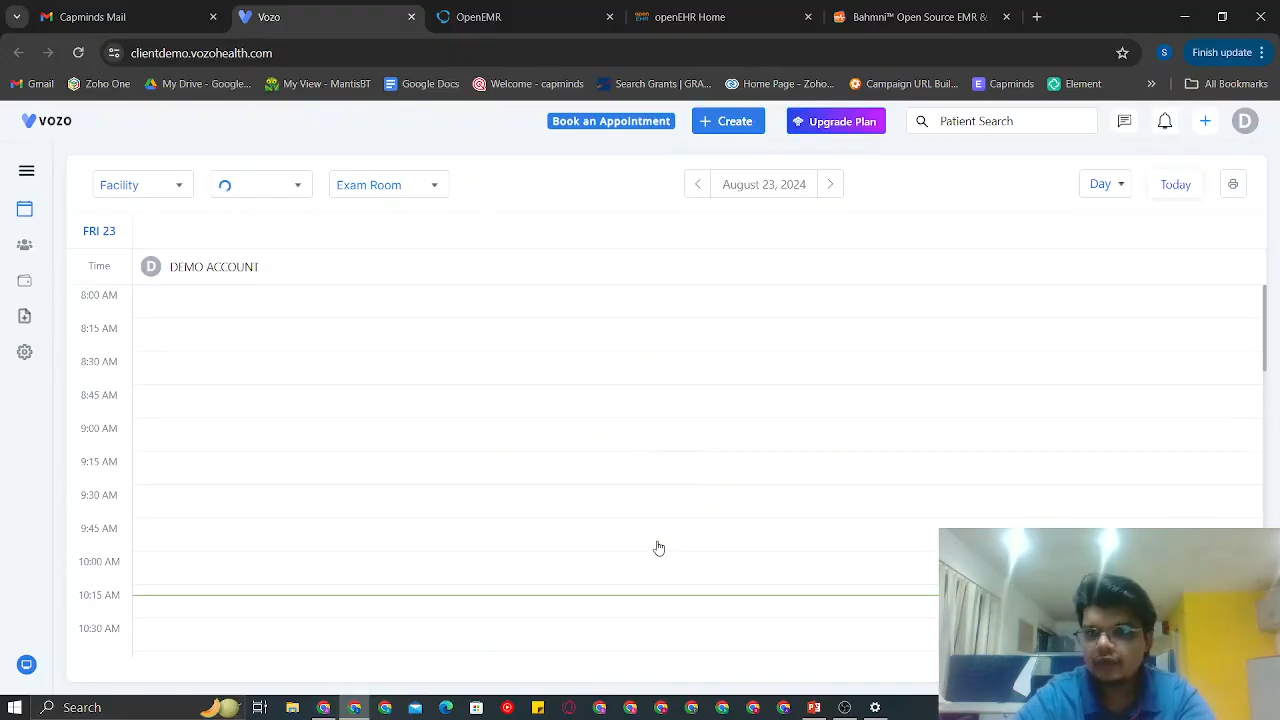 Capminds Mail
Vozo
OpenMR
openEHR Home
Bahmni™ Open Source EMR &
clientdemo.vozohealth.com
S
Finish update
Gmail
Zoho One
My Drive - Google...
My View - MantisBT
Google Docs
Welcome - capminds
Search Grants | GRA...
Home Page - Zoho...
Campaign URL Buil...
Capminds
Element
All Bookmarks
VOZO
Book an Appointment
+ Create
Upgrade Plan
Patient Search
D
Facility
Exam Room
August 23, 2024
Day
Today
FRI 23
Time
D DEMO ACCOUNT
8:00 AM
8:15 AM
8:30 AM
8:45 AM
9:00 AM
9:15 AM
9:30 AM
9:45 AM
10:00 AM
10:15 AM
10:30 AM
Search